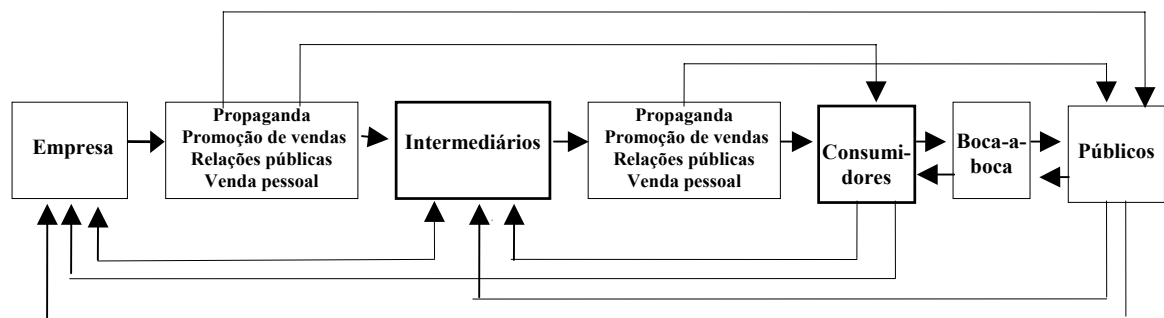 Empresa
Propaganda
Promoção de vendas
Relações públicas
Venda pessoal
Intermediários
Propaganda
Promoção de vendas
Relações públicas
Venda pessoal
Consumi-
dores
Boca-a-
boca
Públicos